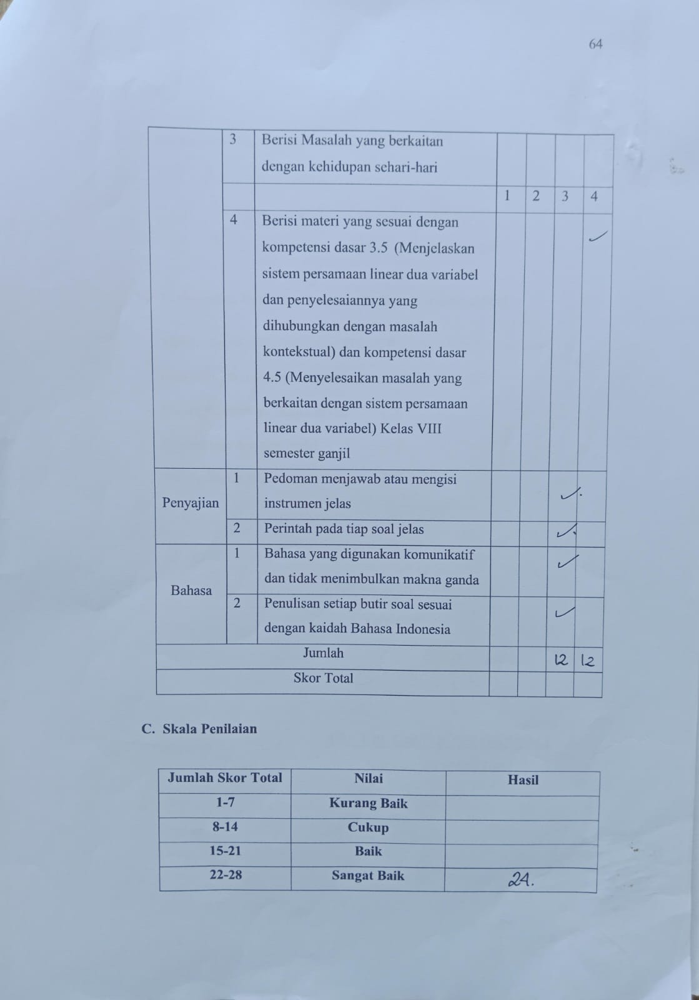 64
3 Berisi Masalah yang berkaitan
dengan kehidupan sehari-hari
1 2 3 4
4 Berisi materi yang sesuai dengan
kompetensi dasar 3.5 (Menjelaskan
sistem persamaan linear dua variabel
dan penyelesaiannya yang
dihubungkan dengan masalah
kontekstual) dan kompetensi dasar
4.5 (Menyelesaikan masalah yang
berkaitan dengan sistem persamaan
linear dua variabel) Kelas VIII
semester ganjil
Penyajian
1 Pedoman menjawab atau mengisi
instrumen jelas
2 Perintah pada tiap soal jelas
Bahasa
1 Bahasa yang digunakan komunikatif
dan tidak menimbulkan makna ganda
2 Penulisan setiap butir soal sesuai
dengan kaidah Bahasa Indonesia
Jumlah 12 12
Skor Total
C. Skala Penilaian
Jumlah Skor Total Nilai Hasil
1-7 Kurang Baik
8-14 Cukup
15-21 Baik
22-28 Sangat Baik 24.